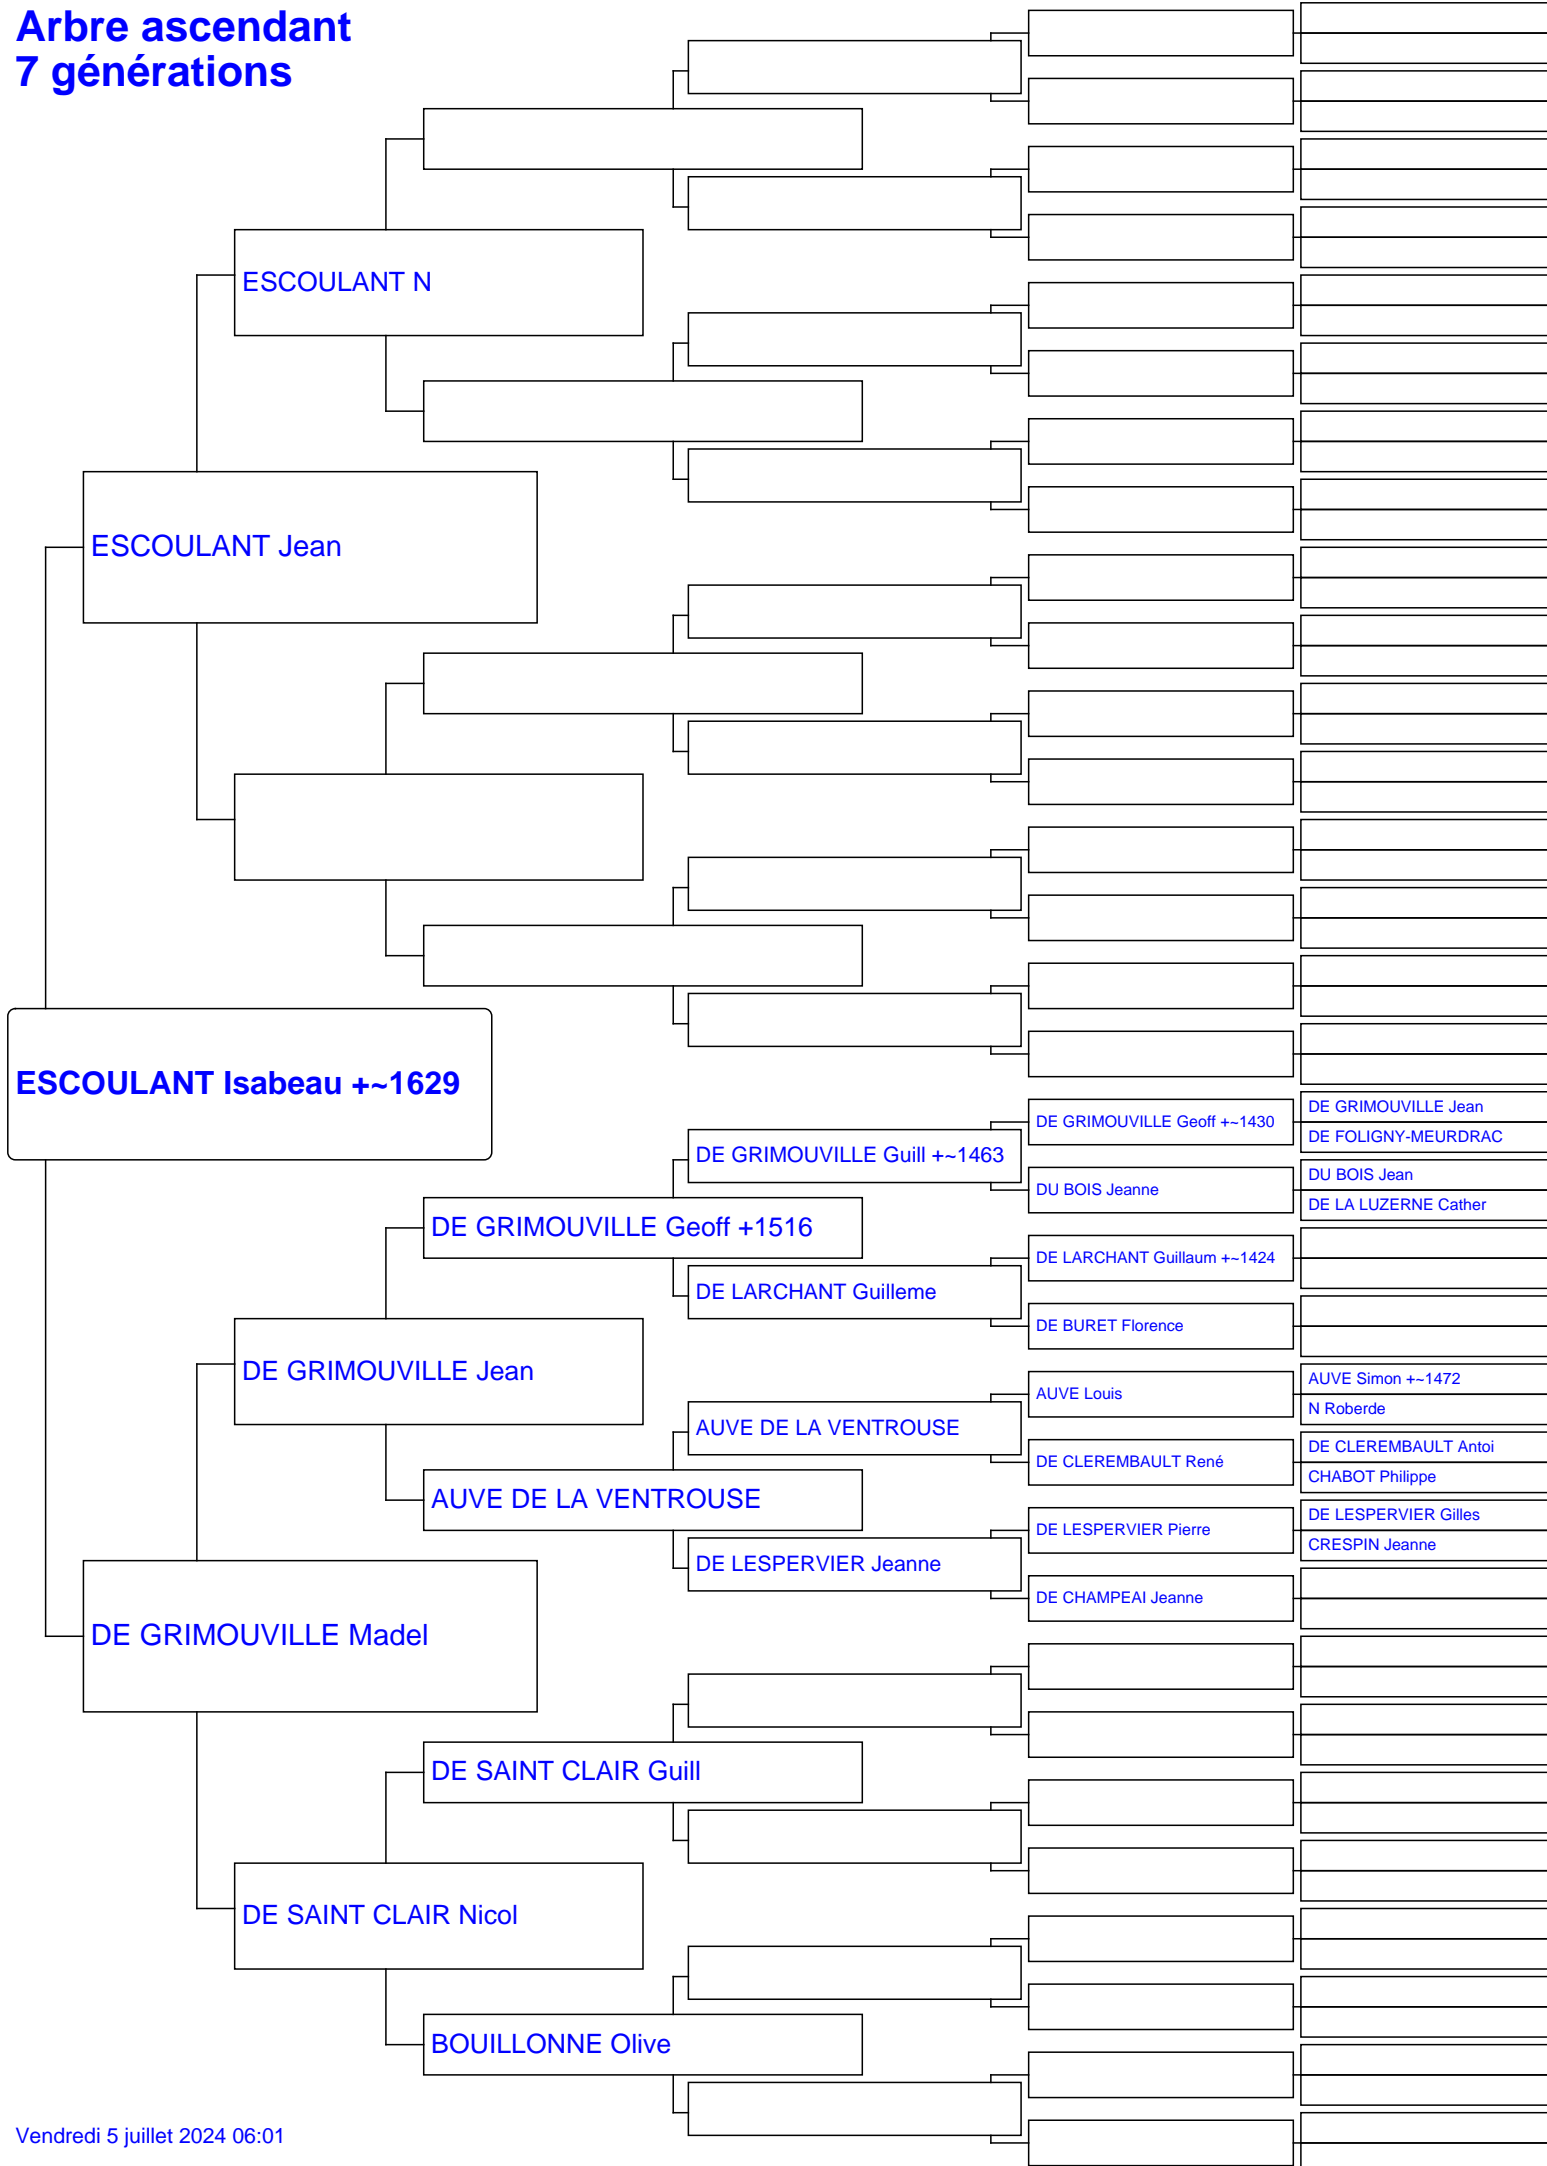 Arbre ascendant
7 générations
ESCOULANT N
ESCOULANT Jean
ESCOULANT Isabeau +~1629
DE GRIMOUVILLE Geoff +~1430
DE GRIMOUVILLE Jean
DE FOLIGNY-MEURDRAC
DE GRIMOUVILLE Guill +~1463
DU BOIS Jeanne
DU BOIS Jean
DE LA LUZERNE Cather
DE GRIMOUVILLE Geoff +1516
DE LARCHANT Guillaum +~1424
DE LARCHANT Guilleme
DE BURET Florence
DE GRIMOUVILLE Jean
AUVE Louis
AUVE Simon +~1472
N Roberde
AUVE DE LA VENTROUSE
DE CLEREMBAULT René
DE CLEREMBAULT Antoi
CHABOT Philippe
AUVE DE LA VENTROUSE
DE LESPERVIER Pierre
DE LESPERVIER Gilles
CRESPIN Jeanne
DE LESPERVIER Jeanne
DE CHAMPEAI Jeanne
DE GRIMOUVILLE Madel
DE SAINT CLAIR Guill
DE SAINT CLAIR Nicol
BOUILLONNE Olive
Vendredi 5 juillet 2024 06:01